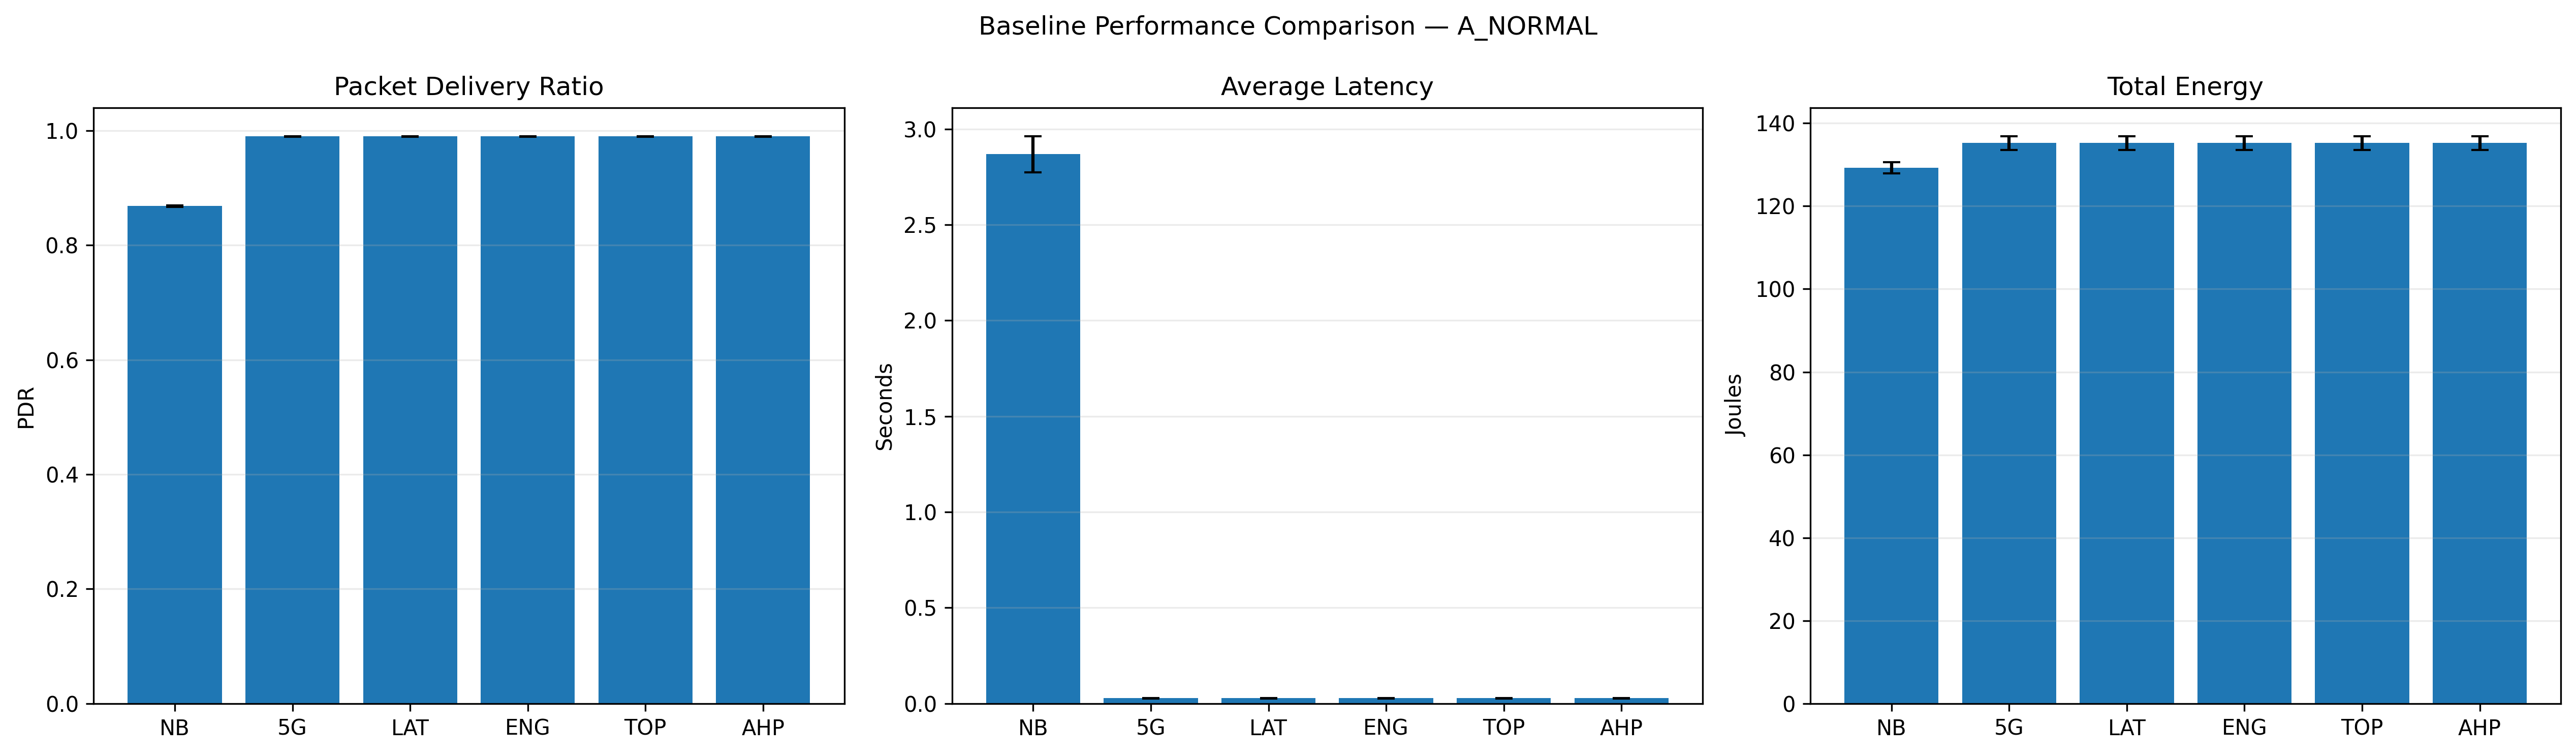 Baseline Performance Comparison — A_NORMAL
Packet Delivery Ratio
PDR
1.0
0.8
0.6
0.4
0.2
0.0
NB 5G LAT ENG TOP AHP
Average Latency
Seconds
3.0
2.5
2.0
1.5
1.0
0.5
0.0
NB 5G LAT ENG TOP AHP
Total Energy
Joules
140
120
100
80
60
40
20
0
NB 5G LAT ENG TOP AHP